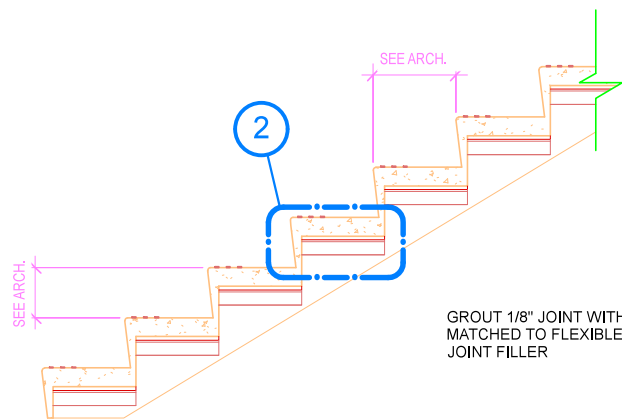 SEE ARCH.
2
SEE ARCH.
GROUT 1/8" JOINT WITH
MATCHED TO FLEXIBLE
JOINT FILLER